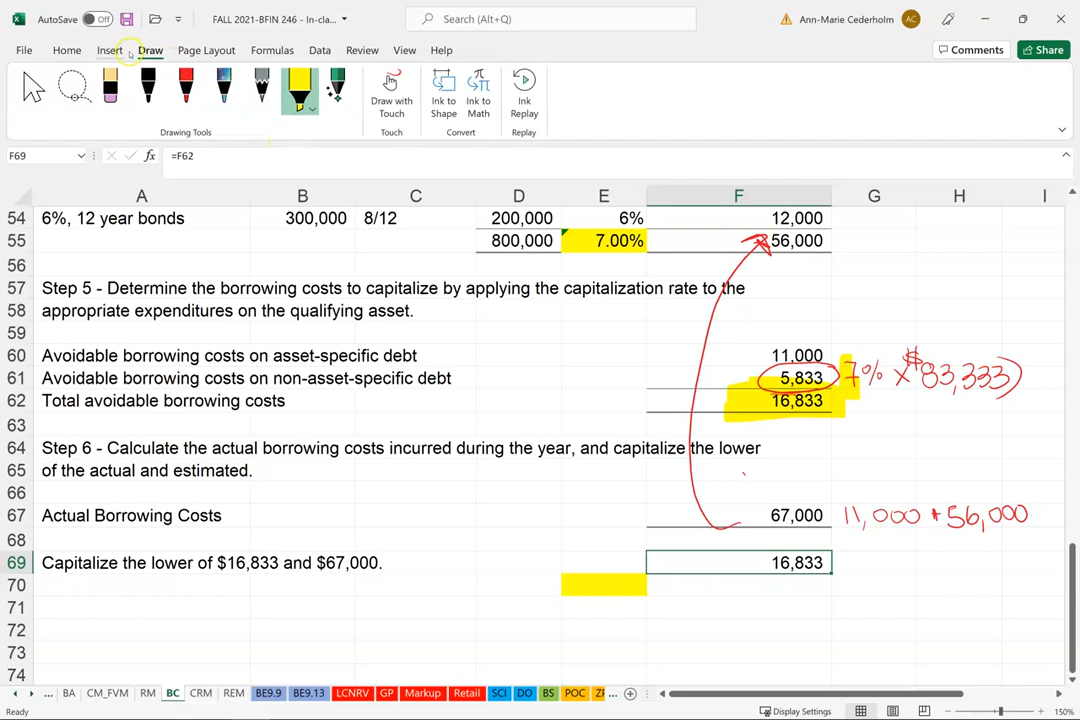 AutoSave Off FALL 2021-BFIN 246 - In-cla... Search (Alt+Q) Ann-Marie Cederholm AC
File Home Insert Draw Page Layout Formulas Data Review View Help Comments Share
Draw with Touch Ink to Shape Ink to Math Ink Replay
Drawing Tools Touch Convert Replay
F69 fx =F62
A B C D E F G H I
54 6%, 12 year bonds 300,000 8/12 200,000 6% 12,000
55 800,000 7.00% 56,000
56
57 Step 5 - Determine the borrowing costs to capitalize by applying the capitalization rate to the
58 appropriate expenditures on the qualifying asset.
59
60 Avoidable borrowing costs on asset-specific debt 11,000
61 Avoidable borrowing costs on non-asset-specific debt 5,833 7% x $83,333)
62 Total avoidable borrowing costs 16,833
63
64 Step 6 - Calculate the actual borrowing costs incurred during the year, and capitalize the lower
65 of the actual and estimated.
66
67 Actual Borrowing Costs 67,000 11,000 + 56,000
68
69 Capitalize the lower of $16,833 and $67,000. 16,833
70
71
72
73
74
... BA CM_FVM RM BC CRM REM BE9.9 BE9.13 LCNRV GP Markup Retail SCI DO BS POC ZF ...
Display Settings 150%